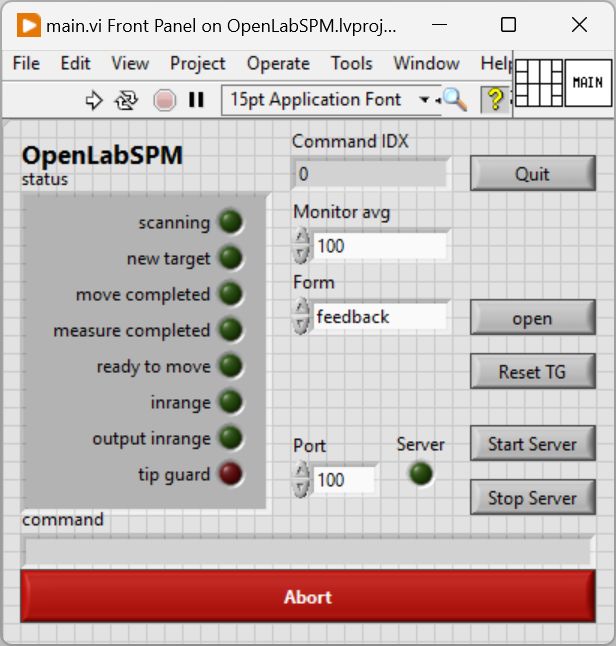 main.vi Front Panel on OpenLabSPM.lvproj...
File Edit View Project Operate Tools Window Help
MAIN
15pt Application Font
?
OpenLabSPM
status
scanning
new target
move completed
measure completed
ready to move
inrange
output inrange
tip guard
Command IDX
0
Quit
Monitor avg
100
Form
feedback
open
Reset TG
Port
100
Server
Start Server
Stop Server
command
Abort